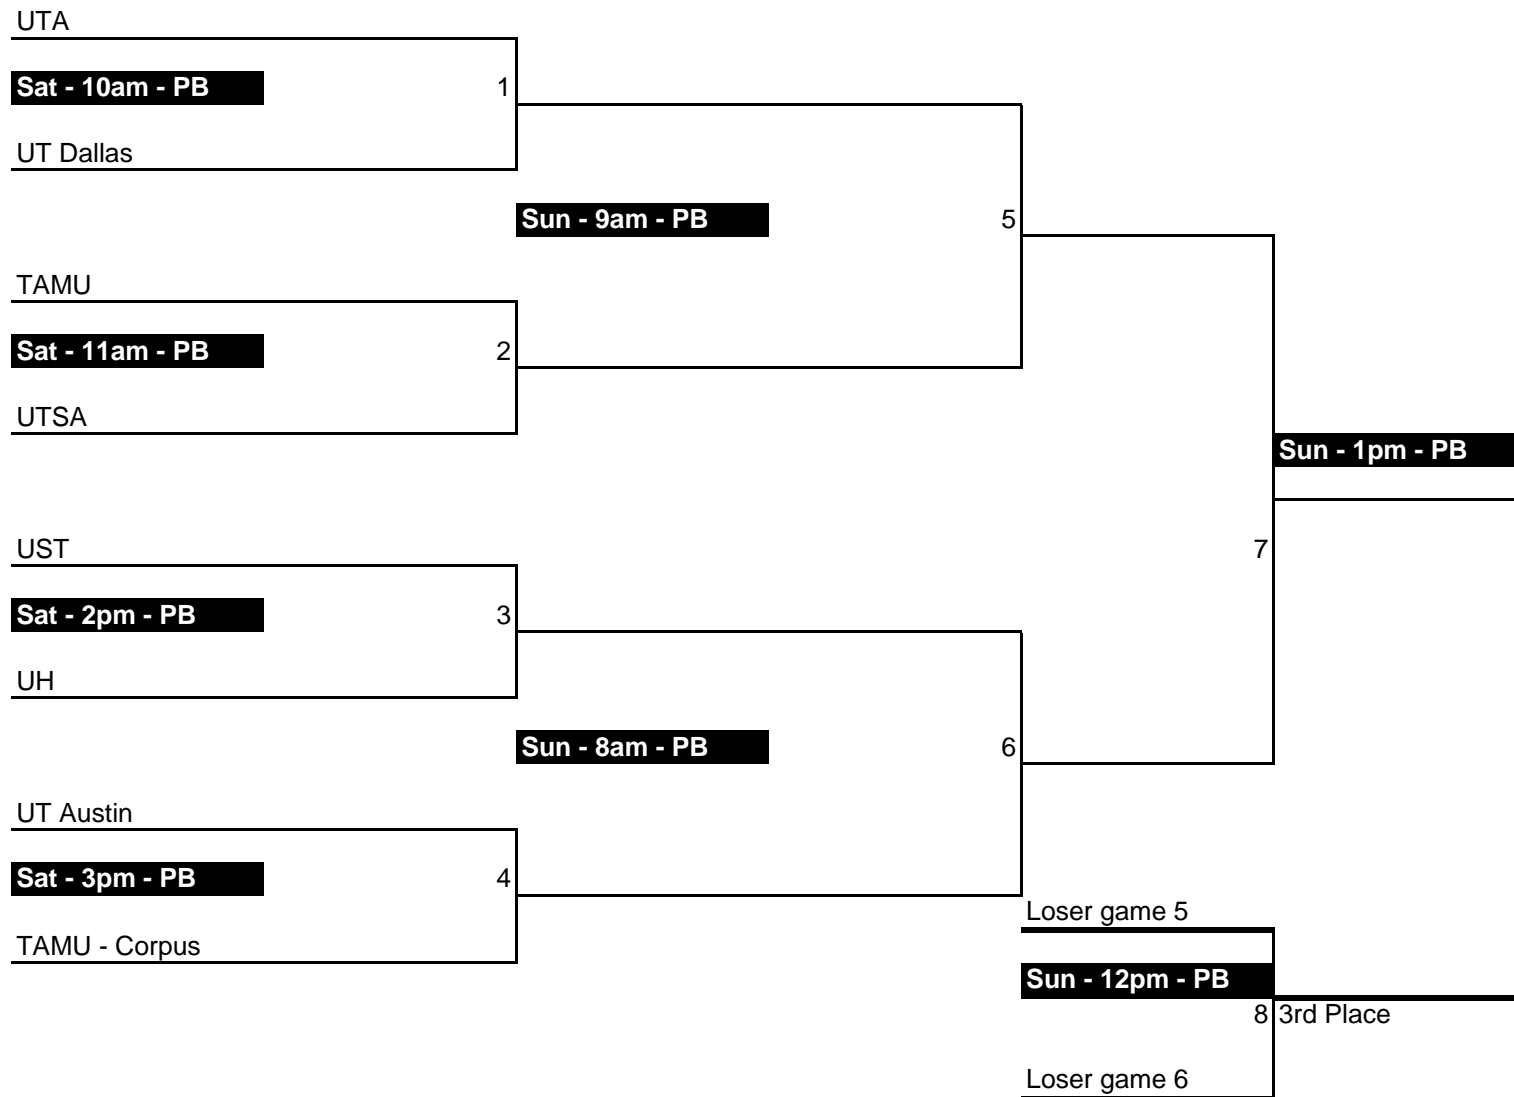 UTA
Sat - 10am - PB
1
UT Dallas
Sun - 9am - PB
5
TAMU
Sat - 11am - PB
2
UTSA
Sun - 1pm - PB
UST
7
Sat - 2pm - PB
3
UH
Sun - 8am - PB
6
UT Austin
Sat - 3pm - PB
4
Loser game 5
TAMU - Corpus
Sun - 12pm - PB
8 3rd Place
Loser game 6